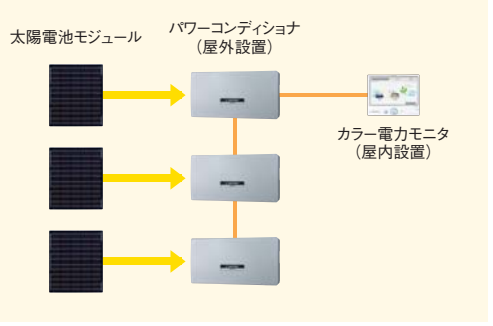 太陽電池モジュール
パワーコンディショナ
（屋外設置）
カラー電力モニタ
（屋内設置）